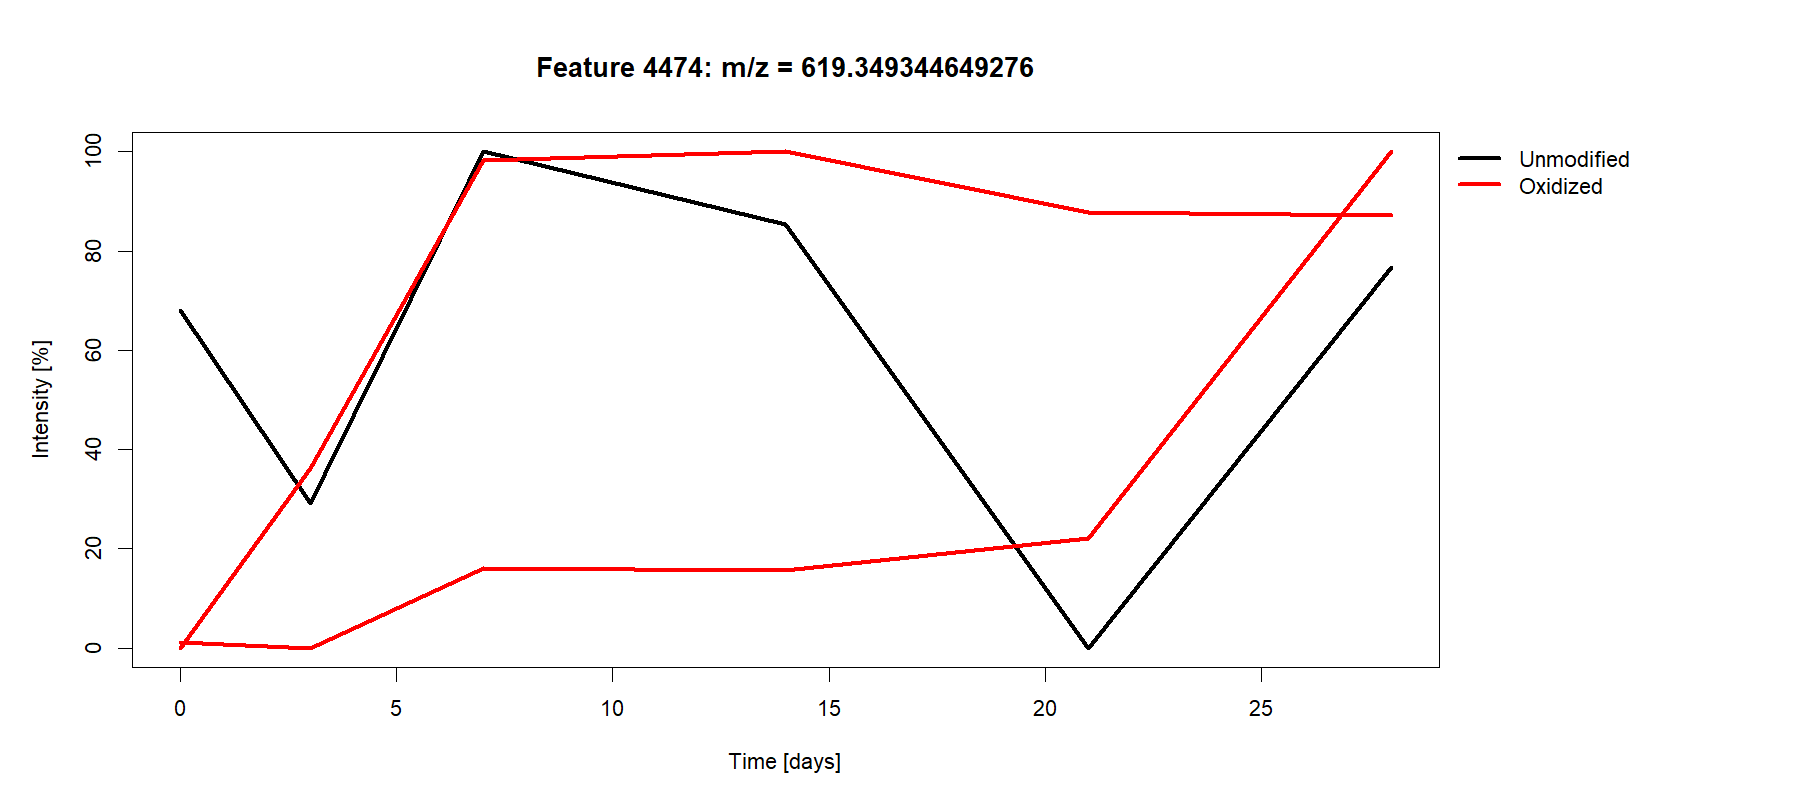 Feature 4474: m/z = 619.349344649276
Unmodified
Oxidized
Intensity [%]
100
80
60
40
20
0
0 5 10 15 20 25
Time [days]